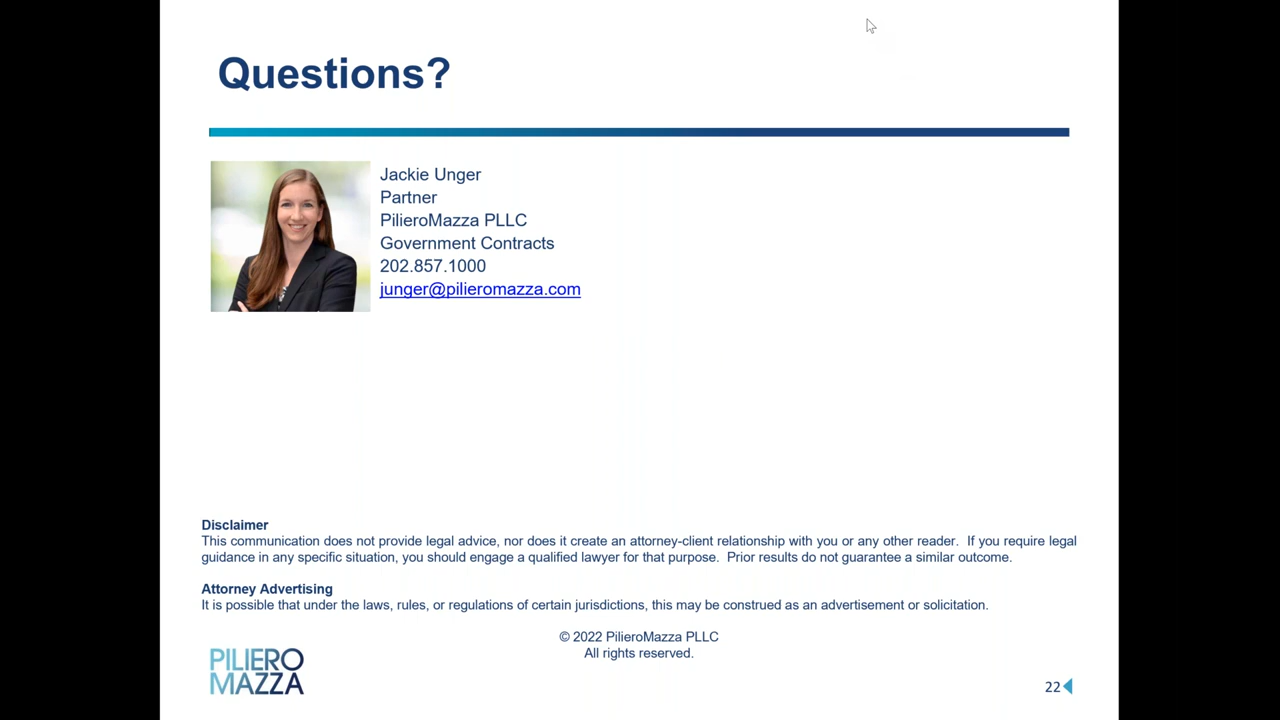 Questions?
Jackie Unger
Partner
PilieroMazza PLLC
Government Contracts
202.857.1000
junger@pilieromazza.com
Disclaimer
This communication does not provide legal advice, nor does it create an attorney-client relationship with you or any other reader. If you require legal
guidance in any specific situation, you should engage a qualified lawyer for that purpose. Prior results do not guarantee a similar outcome.
Attorney Advertising
It is possible that under the laws, rules, or regulations of certain jurisdictions, this may be construed as an advertisement or solicitation.
© 2022 PilieroMazza PLLC
All rights reserved.
PILIERO
MAZZA
22